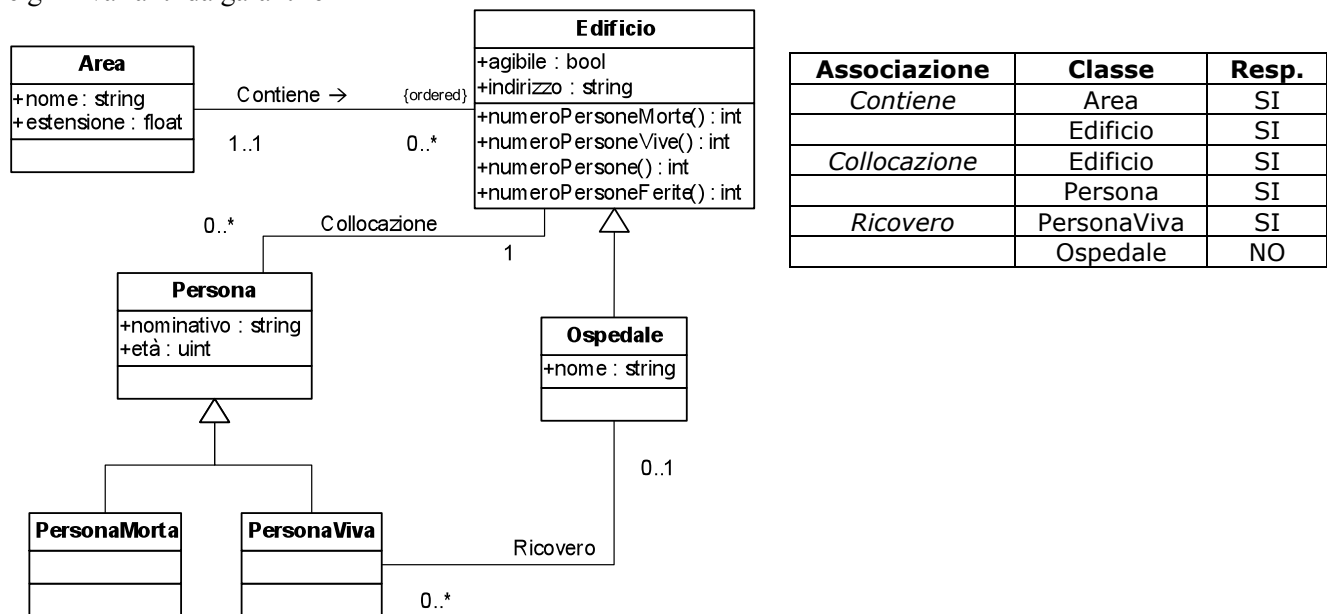 Edificio
+agibile : bool
+indirizzo : string
+numeroPersoneMorte() : int
+numeroPersoneVive() : int
+numeroPersone() : int
+numeroPersoneFerite() : int
Area
+nome : string
+estensione : float
Contiene →
{ordered}
1..1
0..*
0..*
Collocazione
1
Persona
+nominativo : string
+età : uint
Ospedale
+nome : string
0..1
PersonaMorta
PersonaViva
Ricovero
0..*
Associazione Classe Resp.
Contiene Area SI
Edificio SI
Collocazione Edificio SI
Persona SI
Ricovero PersonaViva SI
Ospedale NO